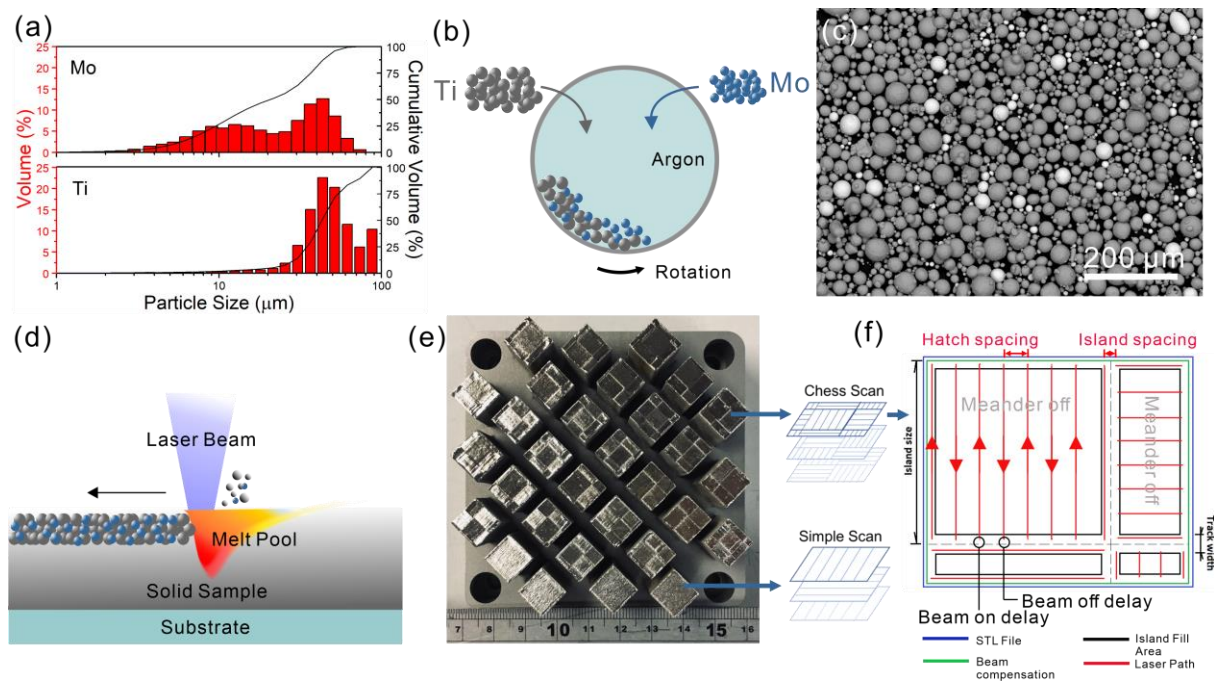 (a)
Mo
25
20
15
10
5
0
100
75
50
25
0
Ti
25
20
15
10
5
0
100
75
50
25
0
Volume (%)
Cumulative Volume (%)
1
10
100
Particle Size (μm)
(b)
Ti
Mo
Argon
Rotation
(c)
200 μm
(d)
Laser Beam
Melt Pool
Solid Sample
Substrate
(e)
7 8 9 10 11 12 13 14 15 16
Chess Scan
Simple Scan
(f)
Hatch spacing
Island spacing
Meander off
Meander off
Island size
Track width
Beam off delay
Beam on delay
STL File
Beam
compensation
Island Fill
Area
Laser Path